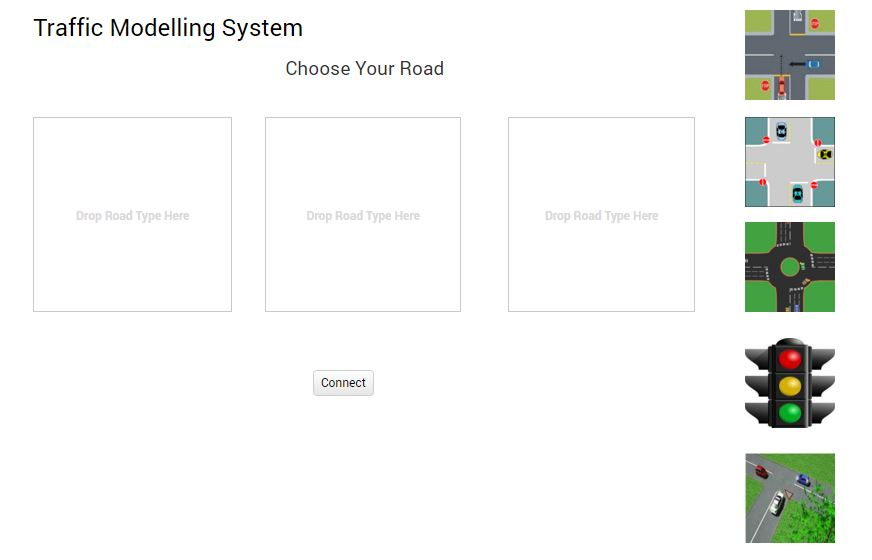 Traffic Modelling System
Choose Your Road
Drop Road Type Here
Drop Road Type Here
Drop Road Type Here
Connect